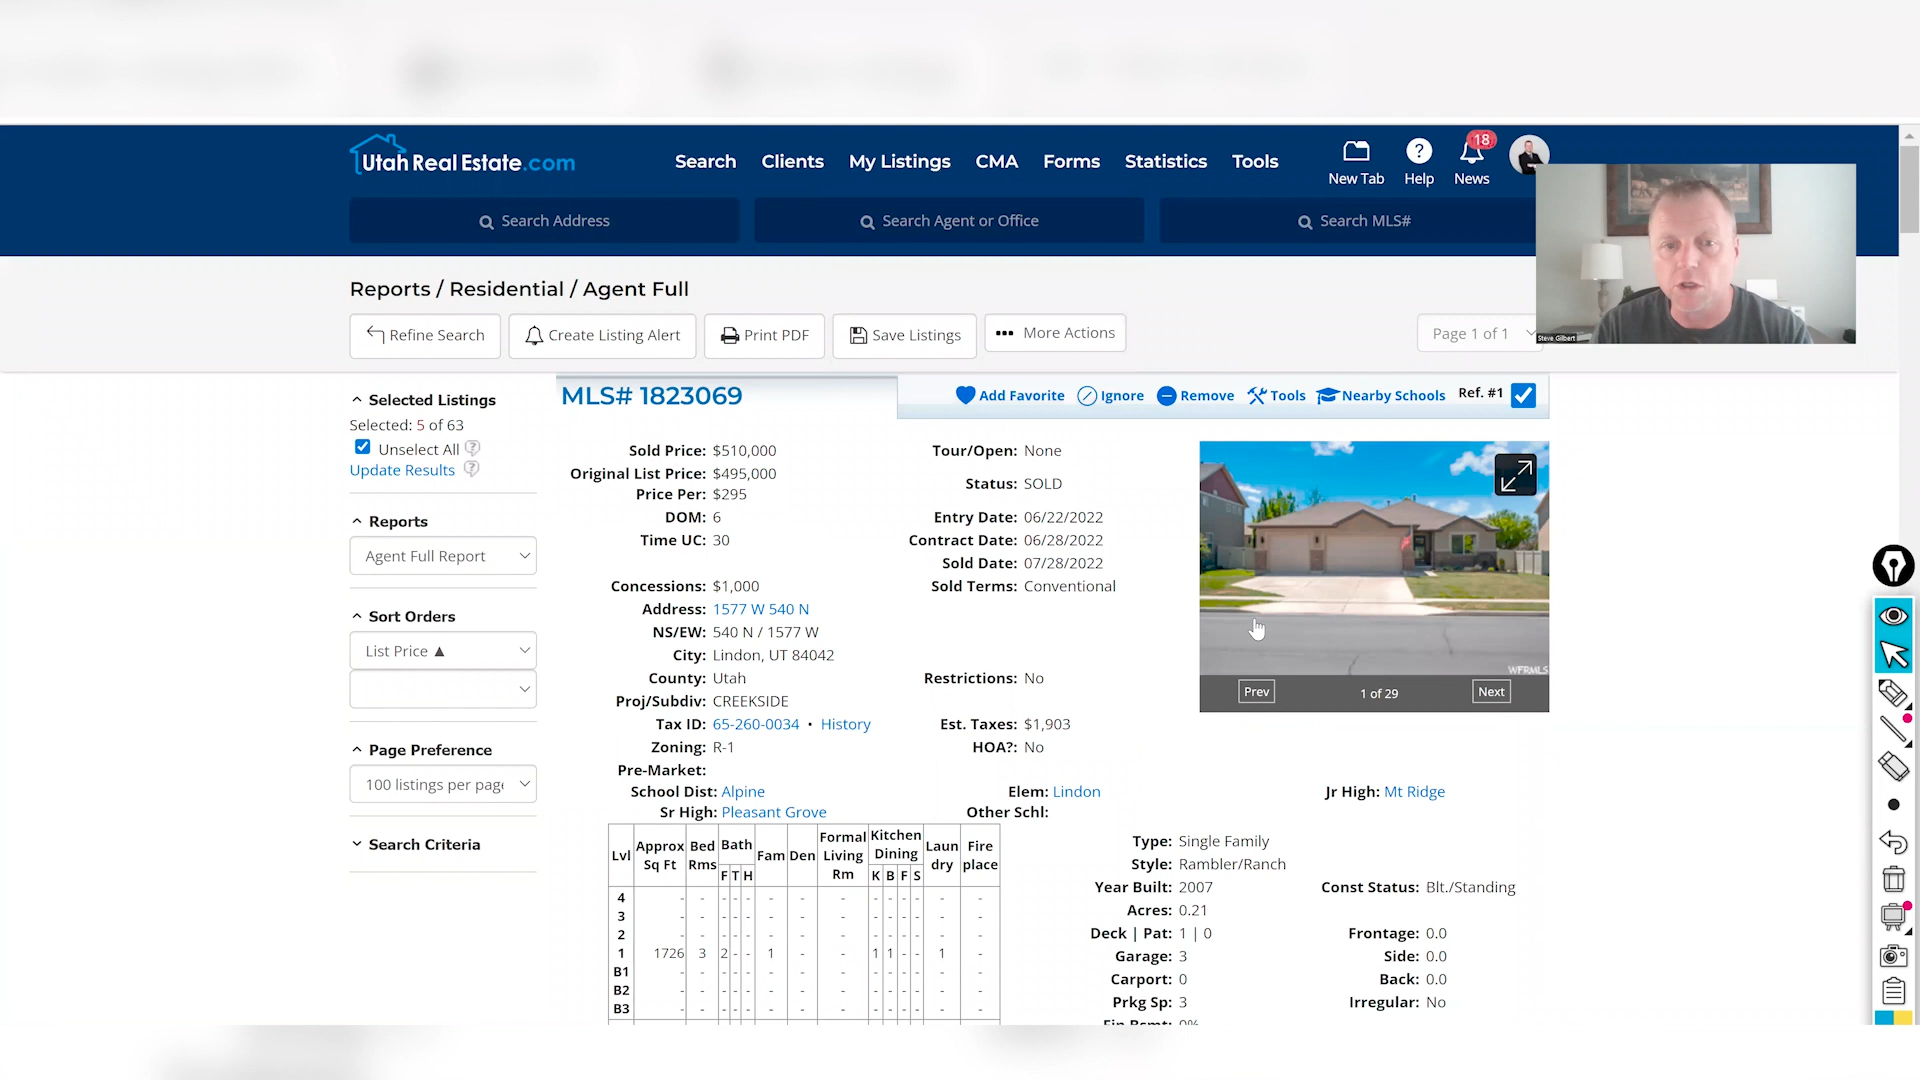 Utah Real Estate.com
Search
Clients
My Listings
CMA
Forms
Statistics
Tools
New Tab
Help
18
News
Search Address
Search Agent or Office
Search MLS#
Steve Gilbert
Reports / Residential / Agent Full
Refine Search
Create Listing Alert
Print PDF
Save Listings
More Actions
Page 1 of 1
Selected Listings
Selected: 5 of 63
Unselect All
Update Results
Reports
Agent Full Report
Sort Orders
List Price ▲
Page Preference
100 listings per page
Search Criteria
MLS# 1823069
Add Favorite
Ignore
Remove
Tools
Nearby Schools
Ref. #1
Sold Price: $510,000
Original List Price: $495,000
Price Per: $295
DOM: 6
Time UC: 30
Concessions: $1,000
Address: 1577 W 540 N
NS/EW: 540 N / 1577 W
City: Lindon, UT 84042
County: Utah
Proj/Subdiv: CREEKSIDE
Tax ID: 65-260-0034 • History
Zoning: R-1
Pre-Market:
School Dist: Alpine
Sr High: Pleasant Grove
Tour/Open: None
Status: SOLD
Entry Date: 06/22/2022
Contract Date: 06/28/2022
Sold Date: 07/28/2022
Sold Terms: Conventional
Restrictions: No
Est. Taxes: $1,903
HOA?: No
Elem: Lindon
Other Schl:
Jr High: Mt Ridge
WFRMLS
Prev
1 of 29
Next
Lvl Approx Sq Ft Bed Rms Bath Fam Den Formal Living Rm Kitchen Dining Laun dry Fire place
F T H K B F S
4 - - - - - - - - - - - - - -
3 - - - - - - - - - - - - - -
2 - - - - - - - - - - - - - -
1 1726 3 2 - - 1 - - 1 1 - - 1 -
B1 - - - - - - - - - - - - - -
B2 - - - - - - - - - - - - - -
B3 - - - - - - - - - - - - - -
Type: Single Family
Style: Rambler/Ranch
Year Built: 2007
Acres: 0.21
Deck | Pat: 1 | 0
Garage: 3
Carport: 0
Prkg Sp: 3
Fin Bsmt: 0%
Const Status: Blt./Standing
Frontage: 0.0
Side: 0.0
Back: 0.0
Irregular: No